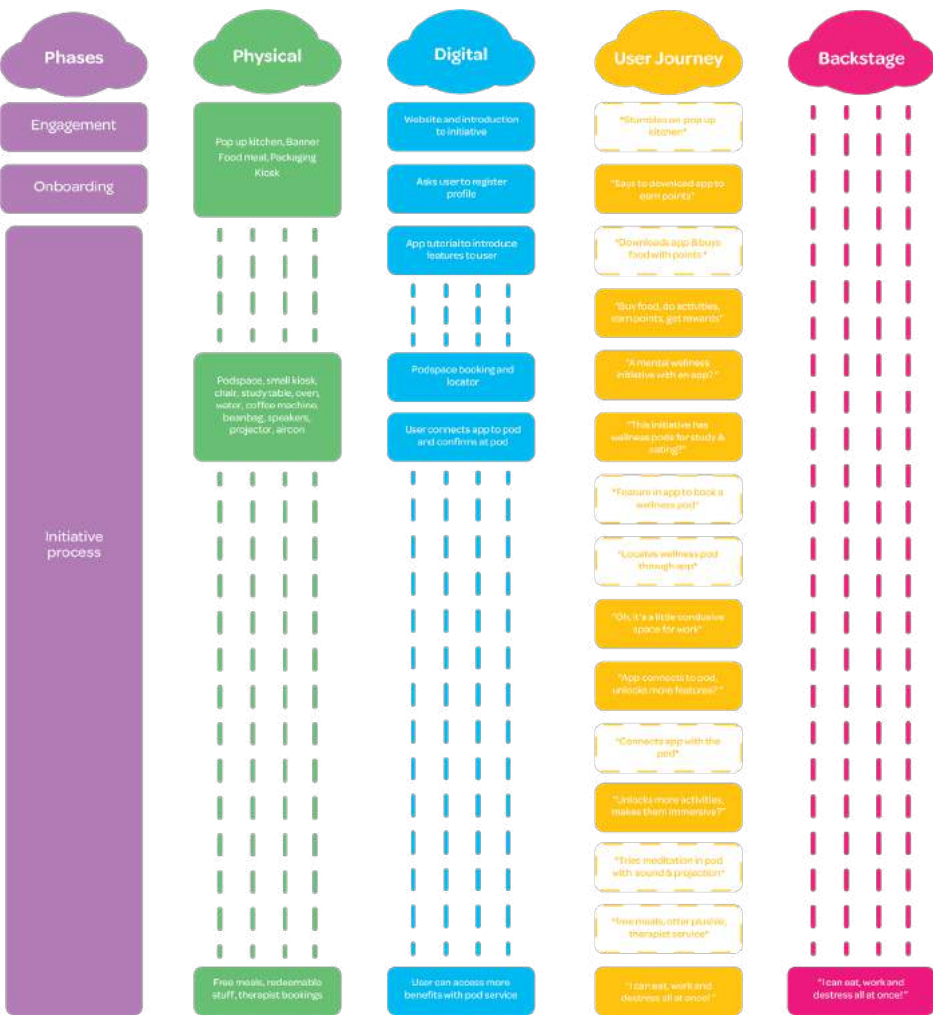 Phases
Physical
Digital
User Journey
Backstage
Engagement
Onboarding
Initiative
process
Pop up kitchen, Banner
Food meal, Packaging
Kiosk
Podspace, small kiosk,
chair, study table, oven,
water, coffee machine,
beanbag, speakers,
projector, aircon
Free meals, redeemable
stuff, therapist bookings
Website and introduction
to initiative
Asks user to register
profile
App tutorial to introduce
features to user
Podspace booking and
locator
User connects app to pod
and confirms at pod
User can access more
benefits with pod service
*Stumbles on pop up
kitchen*
"Says to download app to
earn points"
*Downloads app & buys
food with points*
"Buy food, do activities,
earn points, get rewards"
"A mental wellness
initiative with an app?"
"This initiative has
wellness pods for study &
eating?"
*Feature in app to book a
wellness pod*
*Locates wellness pod
through app*
"Oh, it's a little condusive
space for work"
"App connects to pod,
unlocks more features?"
*Connects app with the
pod*
"Unlocks more activities,
makes them immersive?"
*Tries meditation in pod
with sound & projection*
*free meals, otter plushie,
therapist service*
"I can eat, work and
destress all at once!"
"I can eat, work and
destress all at once!"